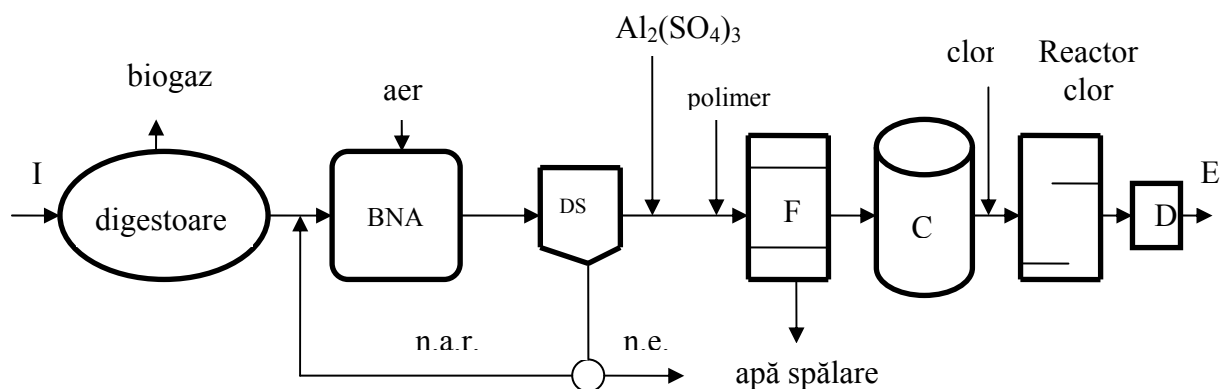 Al₂(SO₄)₃
biogaz
aer
polimer
clor
Reactor
clor
I
digestoare
BNA
DS
F
C
D
E
n.a.r.
n.e.
apă spălare